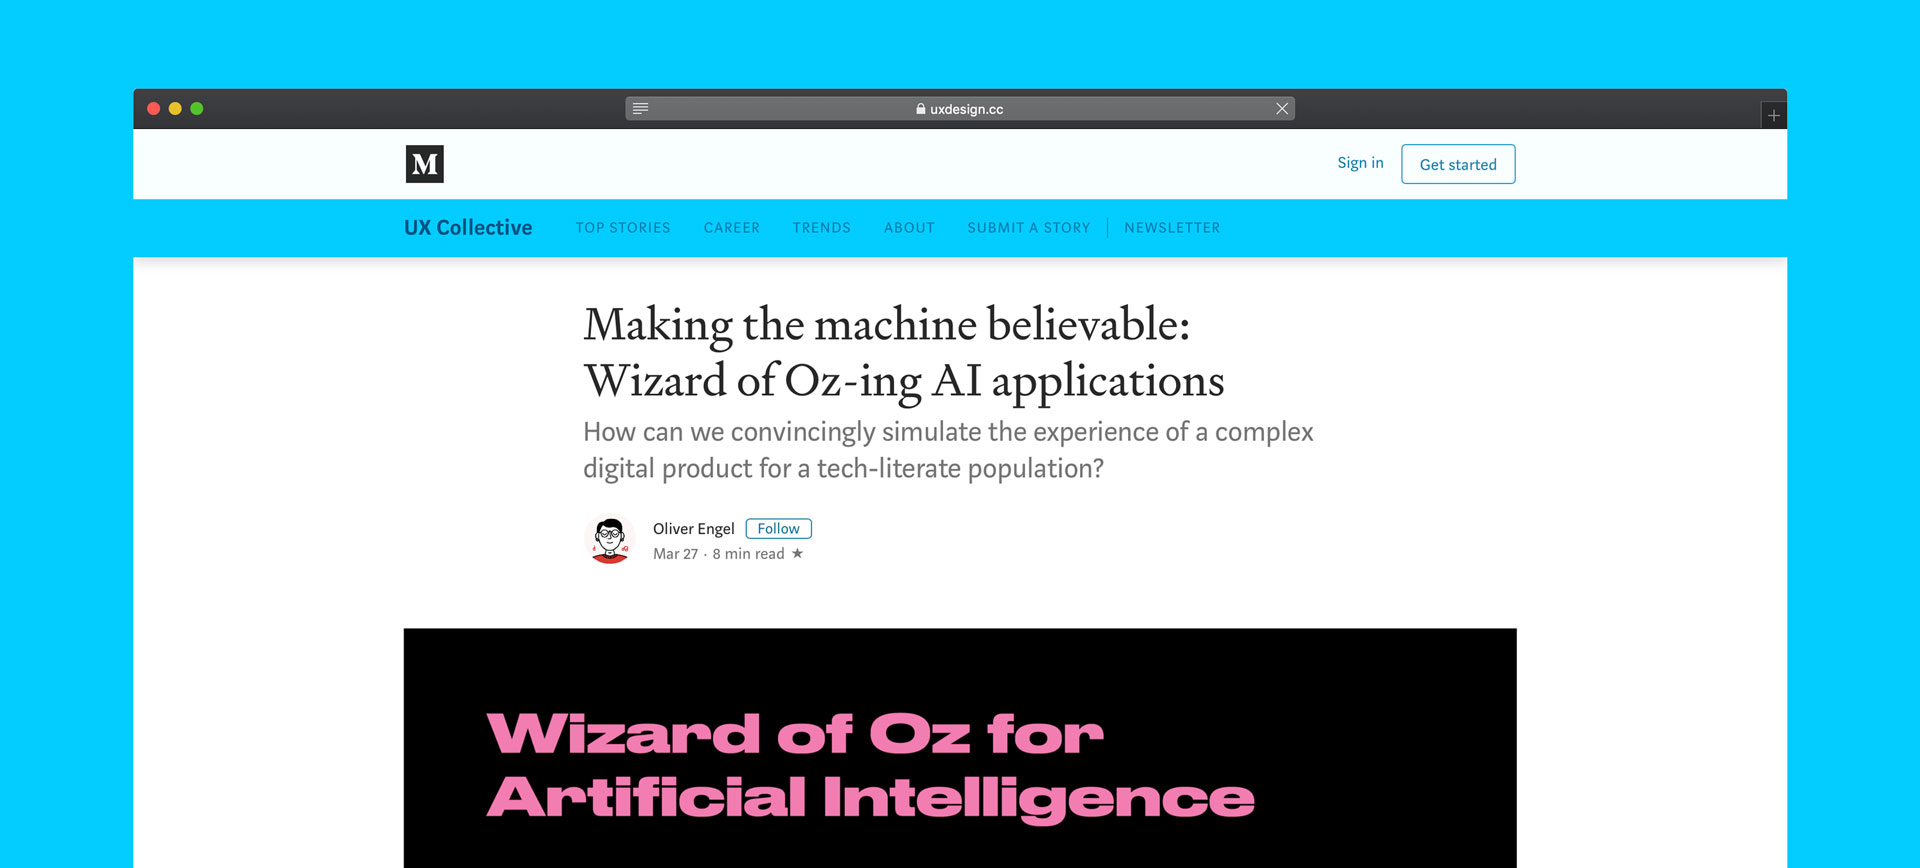 uxdesign.cc
M
Sign in
Get started
UX Collective
TOP STORIES
CAREER
TRENDS
ABOUT
SUBMIT A STORY
NEWSLETTER
Making the machine believable:
Wizard of Oz-ing AI applications
How can we convincingly simulate the experience of a complex
digital product for a tech-literate population?
Oliver Engel
Follow
Mar 27 · 8 min read ★
Wizard of Oz for
Artificial Intelligence